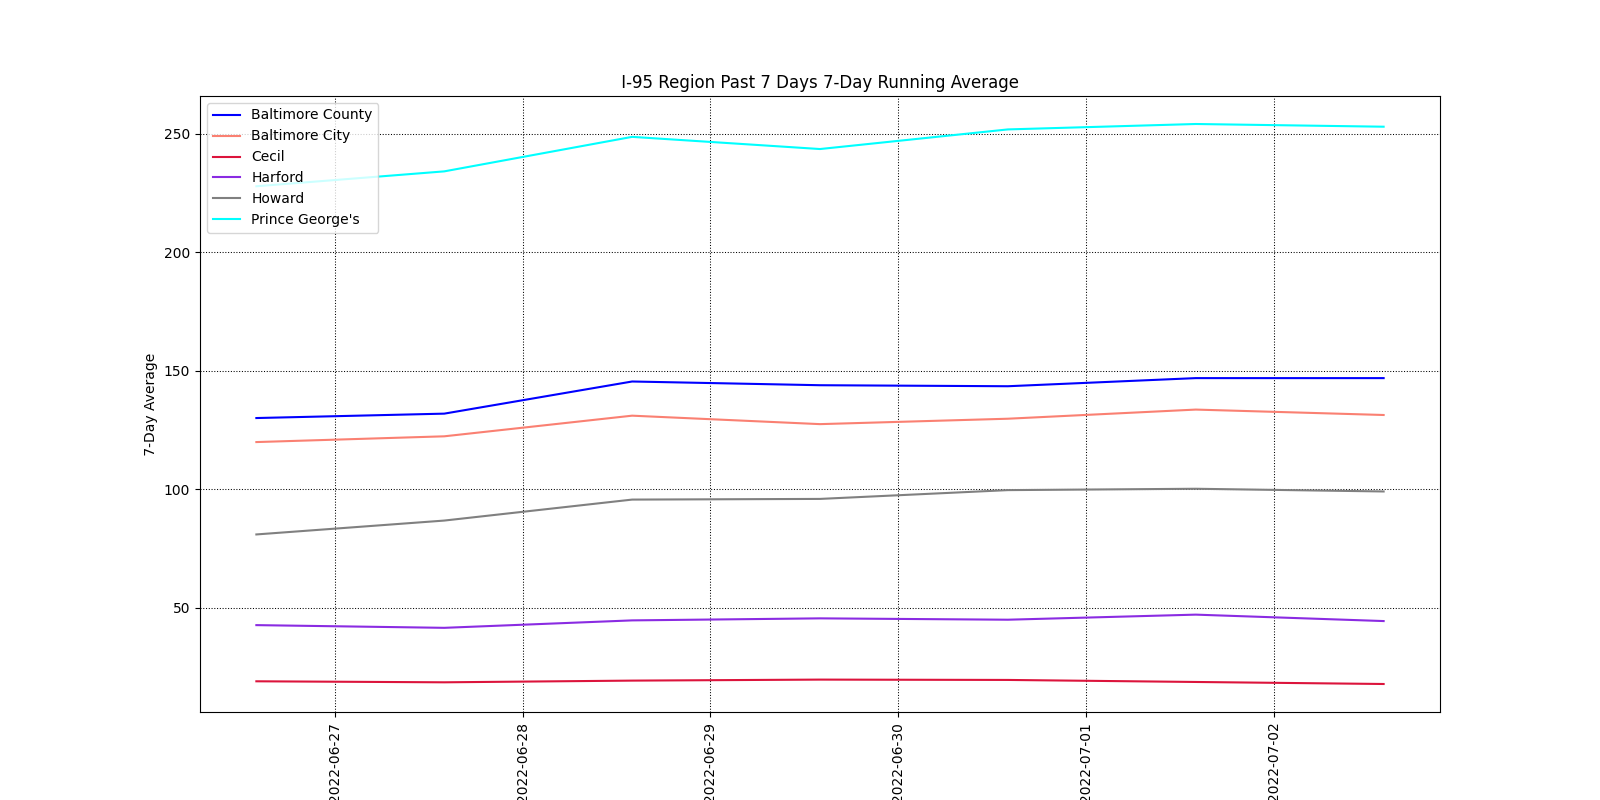 I-95 Region Past 7 Days 7-Day Running Average
Baltimore County
Baltimore City
Cecil
Harford
Howard
Prince George's
250
200
150
100
50
7-Day Average
2022-06-27
2022-06-28
2022-06-29
2022-06-30
2022-07-01
2022-07-02